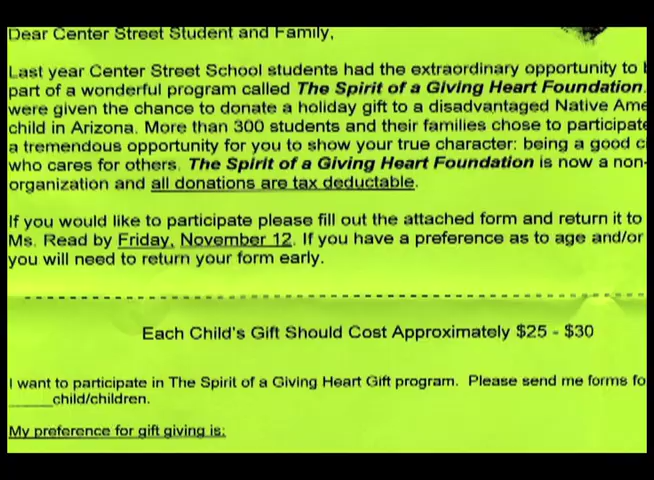 Dear Center Street Student and Family,
Last year Center Street School students had the extraordinary opportunity to
part of a wonderful program called The Spirit of a Giving Heart Foundation.
were given the chance to donate a holiday gift to a disadvantaged Native Ame
child in Arizona. More than 300 students and their families chose to participate
a tremendous opportunity for you to show your true character: being a good c
who cares for others. The Spirit of a Giving Heart Foundation is now a non-
organization and all donations are tax deductable.
If you would like to participate please fill out the attached form and return it to
Ms. Read by Friday, November 12. If you have a preference as to age and/or
you will need to return your form early.
Each Child's Gift Should Cost Approximately $25 - $30
I want to participate in The Spirit of a Giving Heart Gift program. Please send me forms fo
_____child/children.
My preference for gift giving is: